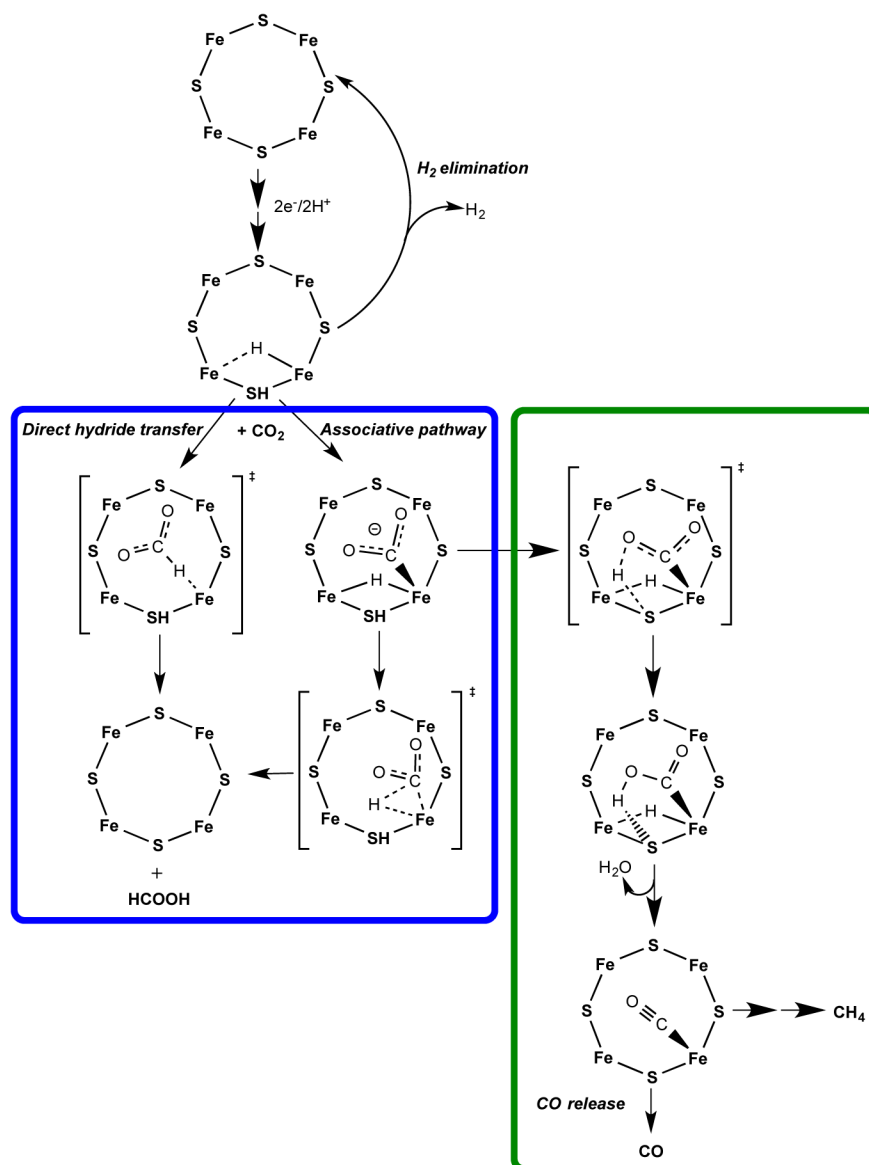 S
Fe Fe
S S
Fe Fe
S
H₂ elimination
2e⁻/2H⁺
H₂
S
Fe Fe
S S
H
Fe Fe
SH
Direct hydride transfer + CO₂ Associative pathway
‡
S
Fe Fe
O
S O C S
H
Fe Fe
SH
S
Fe Fe
⊖ O
S O C S
H
Fe Fe
SH
‡
S
Fe Fe
O O
S C S
H H
Fe Fe
S
S
Fe Fe
S S
Fe Fe
S
+
HCOOH
‡
S
Fe Fe
O
S O C S
H
Fe Fe
SH
S
Fe Fe
O
S O C S
H H
Fe Fe
S
H₂O
S
Fe Fe
S O S
C
Fe Fe
S
CH₄
CO release
CO